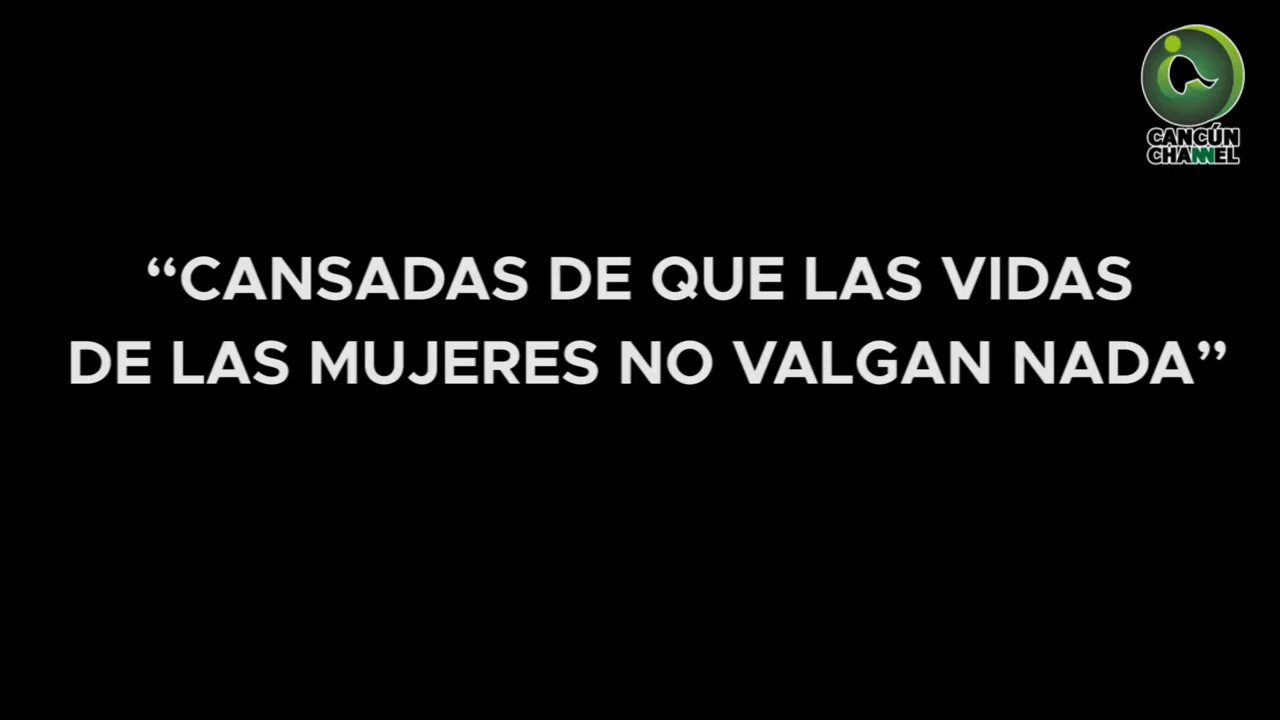 CANCÚN
CHANNEL
“CANSADAS DE QUE LAS VIDAS
DE LAS MUJERES NO VALGAN NADA”